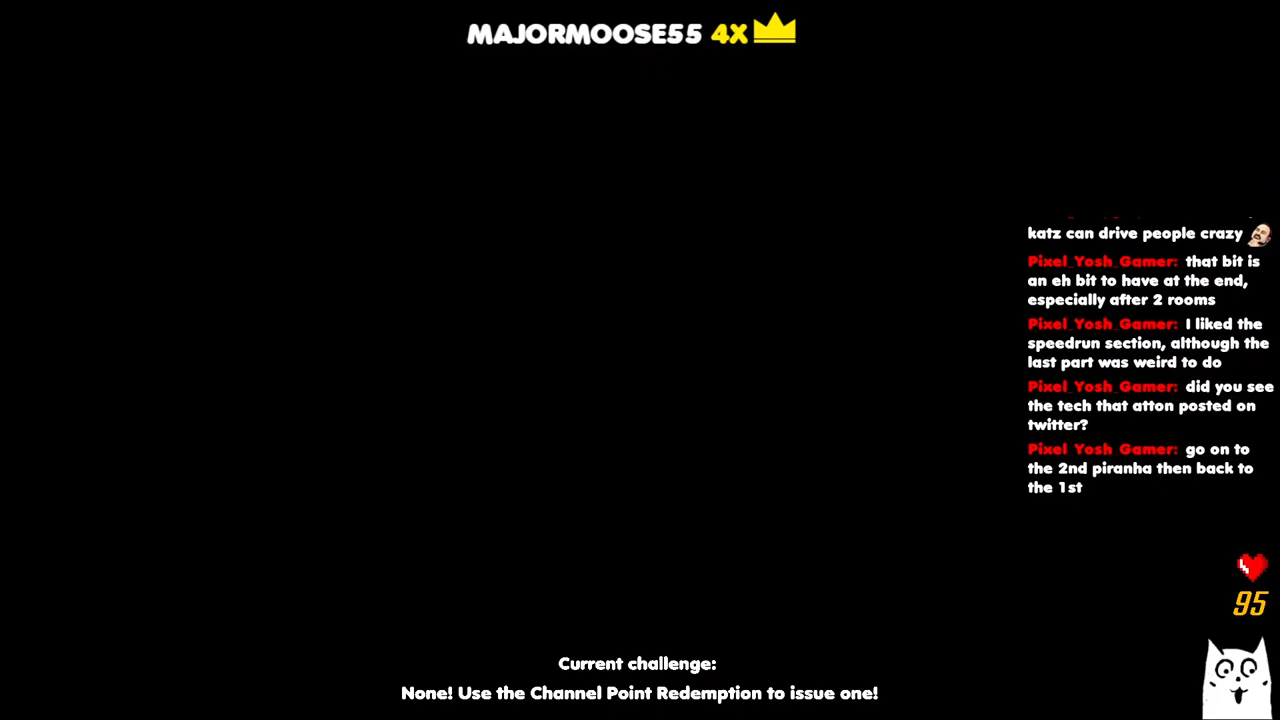 MAJORMOOSE55 4X
katz can drive people crazy
Pixel_Yosh_Gamer: that bit is
an eh bit to have at the end,
especially after 2 rooms
Pixel_Yosh_Gamer: I liked the
speedrun section, although the
last part was weird to do
Pixel_Yosh_Gamer: did you see
the tech that atton posted on
twitter?
Pixel_Yosh_Gamer: go on to
the 2nd piranha then back to
the 1st
95
Current challenge:
None! Use the Channel Point Redemption to issue one!